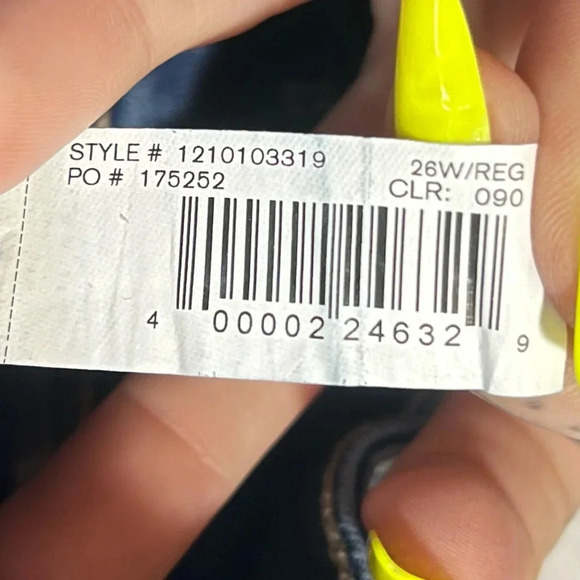 STYLE # 1210103319
26W/REG
PO # 175252
CLR: 090
4 00002 24632 9